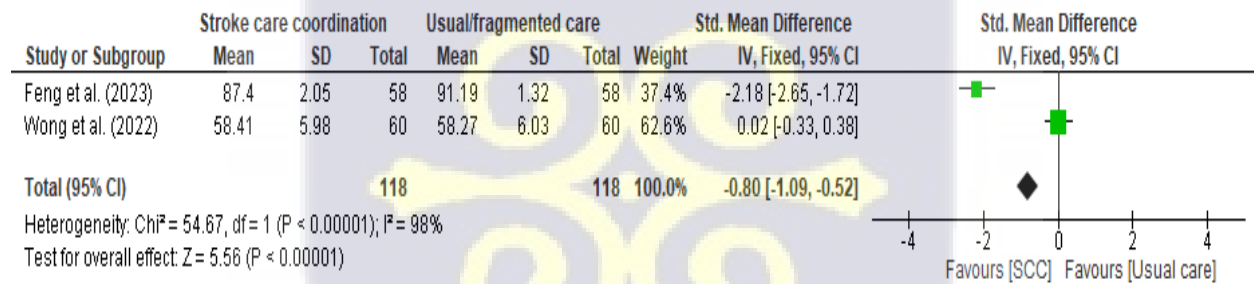 Stroke care coordination Usual/fragmented care Std. Mean Difference Std. Mean Difference
Study or Subgroup Mean SD Total Mean SD Total Weight IV, Fixed, 95% CI IV, Fixed, 95% CI
Feng et al. (2023) 87.4 2.05 58 91.19 1.32 58 37.4% -2.18 [-2.65, -1.72]
Wong et al. (2022) 58.41 5.98 60 58.27 6.03 60 62.6% 0.02 [-0.33, 0.38]
Total (95% CI) 118 118 100.0% -0.80 [-1.09, -0.52]
Heterogeneity: Chi² = 54.67, df = 1 (P < 0.00001); I² = 98%
Test for overall effect: Z = 5.56 (P < 0.00001)
-4 -2 0 2 4
Favours [SCC] Favours [Usual care]